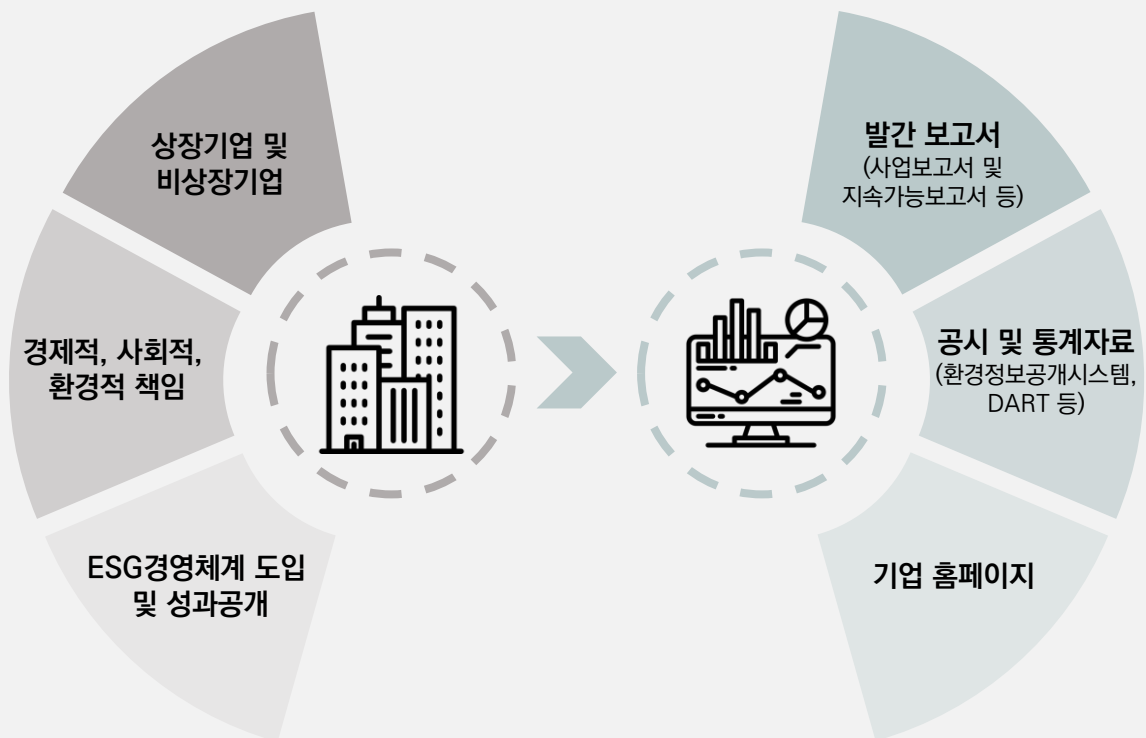 상장기업 및
비상장기업
경제적, 사회적,
환경적 책임
ESG경영체계 도입
및 성과공개
발간 보고서
(사업보고서 및
지속가능보고서 등)
공시 및 통계자료
(환경정보공개시스템,
DART 등)
기업 홈페이지